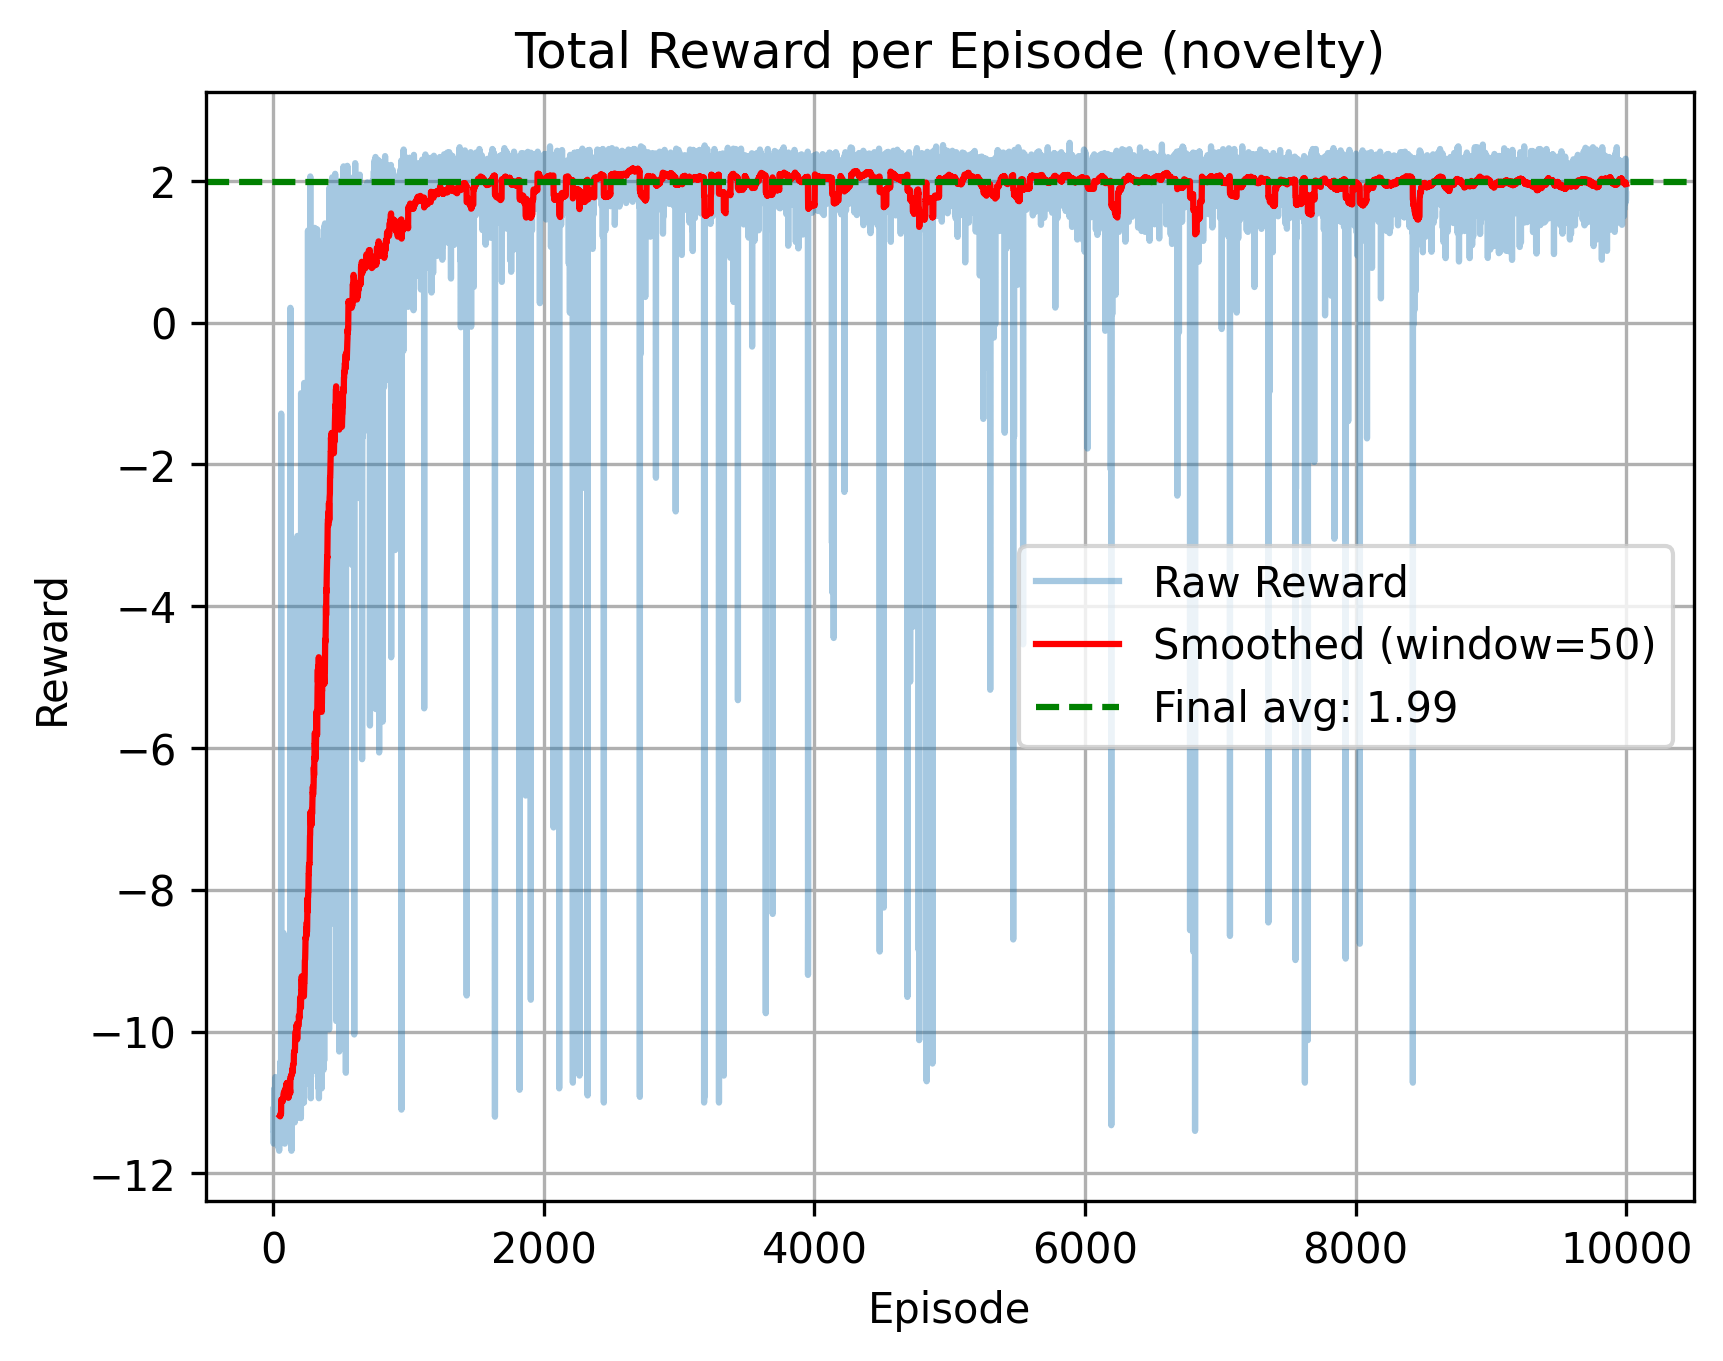 Total Reward per Episode (novelty)
2
0
−2
−4
−6
−8
−10
−12
Reward
Raw Reward
Smoothed (window=50)
Final avg: 1.99
0 2000 4000 6000 8000 10000
Episode